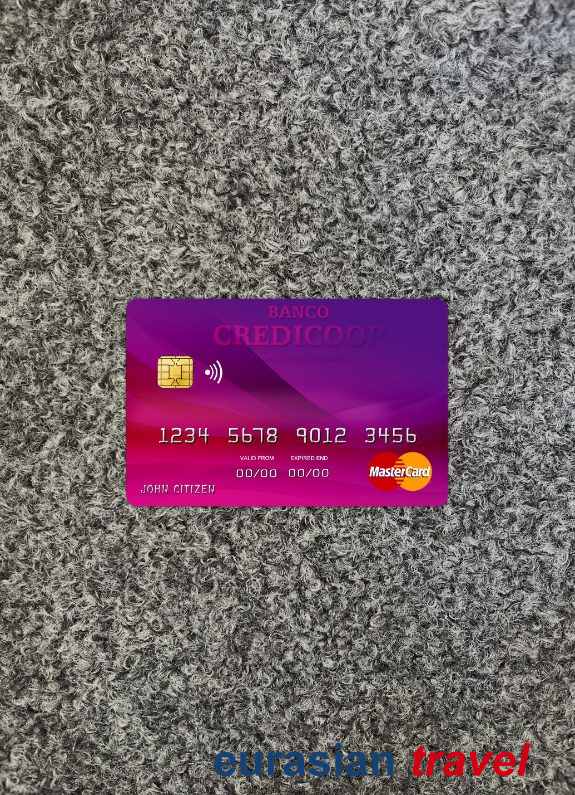 BANCO
CREDICOOP
1234 5678 9012 3456
VALID FROM EXPIRES END
00/00 00/00
MasterCard
JOHN CITIZEN
eurasian travel